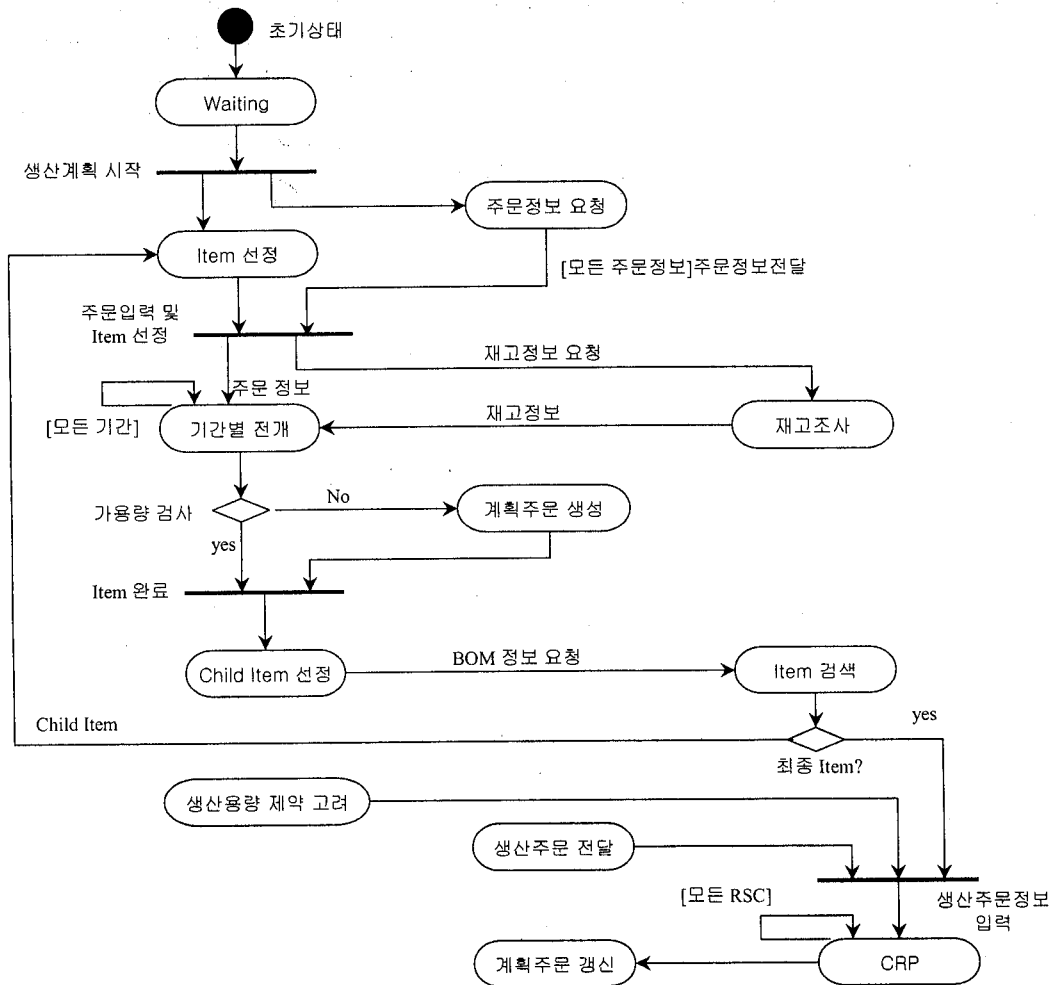 초기상태
Waiting
생산계획 시작
주문정보 요청
Item 선정
[모든 주문정보]주문정보전달
주문입력 및
Item 선정
재고정보 요청
주문 정보
[모든 기간]
기간별 전개
재고정보
재고조사
가용량 검사
No
계획주문 생성
yes
Item 완료
Child Item 선정
BOM 정보 요청
Item 검색
Child Item
yes
최종 Item?
생산용량 제약 고려
생산주문 전달
[모든 RSC]
생산주문정보
입력
계획주문 갱신
CRP